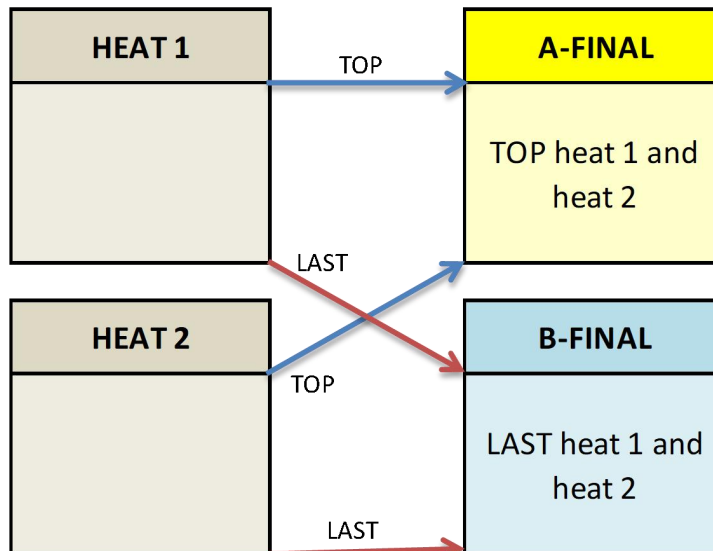 HEAT 1
TOP
A-FINAL
TOP heat 1 and
heat 2
LAST
HEAT 2
TOP
B-FINAL
LAST heat 1 and
heat 2
LAST